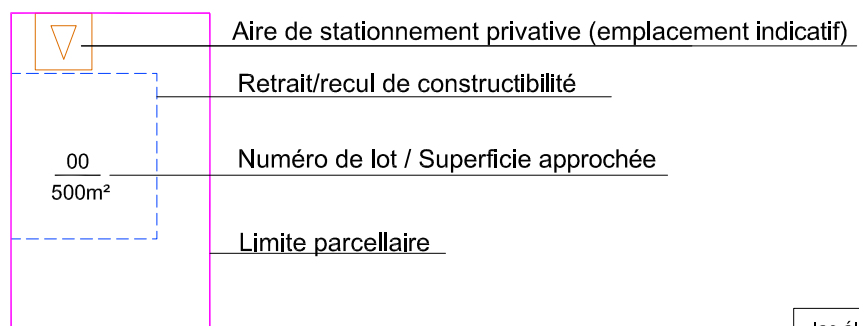 Aire de stationnement privative (emplacement indicatif)
Retrait/recul de constructibilité
00
500m²
Numéro de lot / Superficie approchée
Limite parcellaire